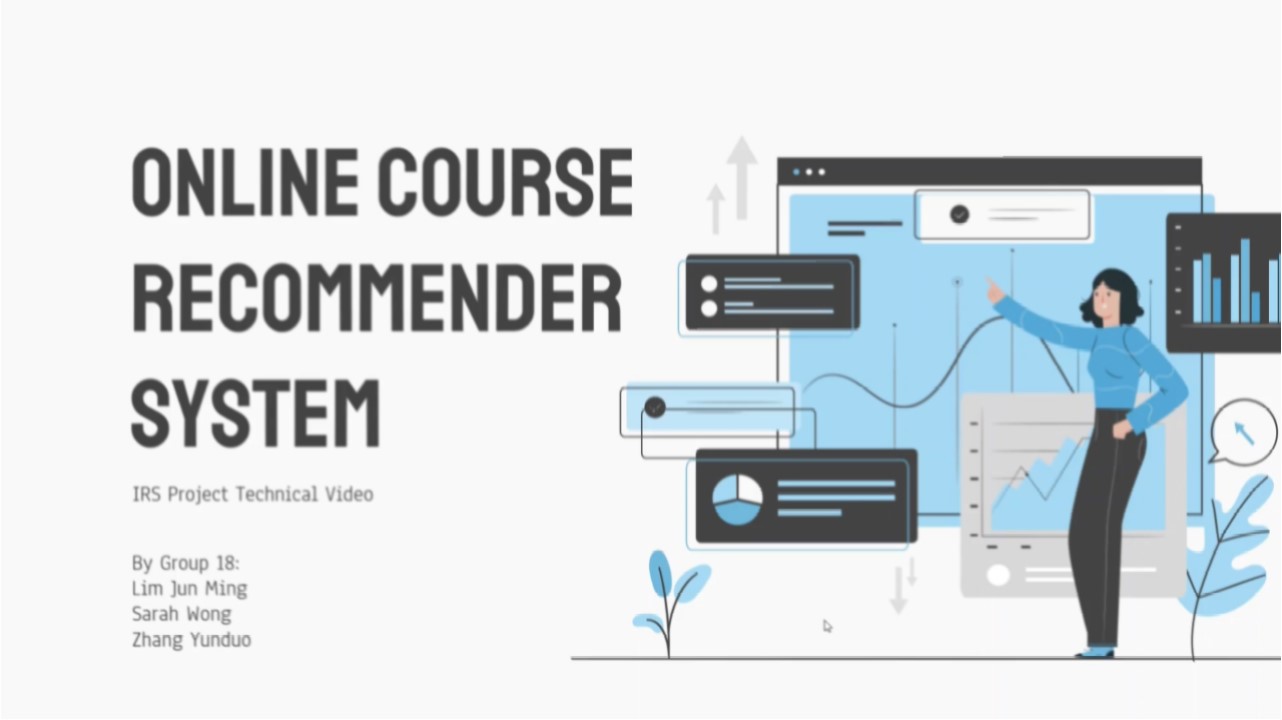 ONLINE COURSE
RECOMMENDER
SYSTEM
IRS Project Technical Video
By Group 18:
Lim Jun Ming
Sarah Wong
Zhang Yunduo